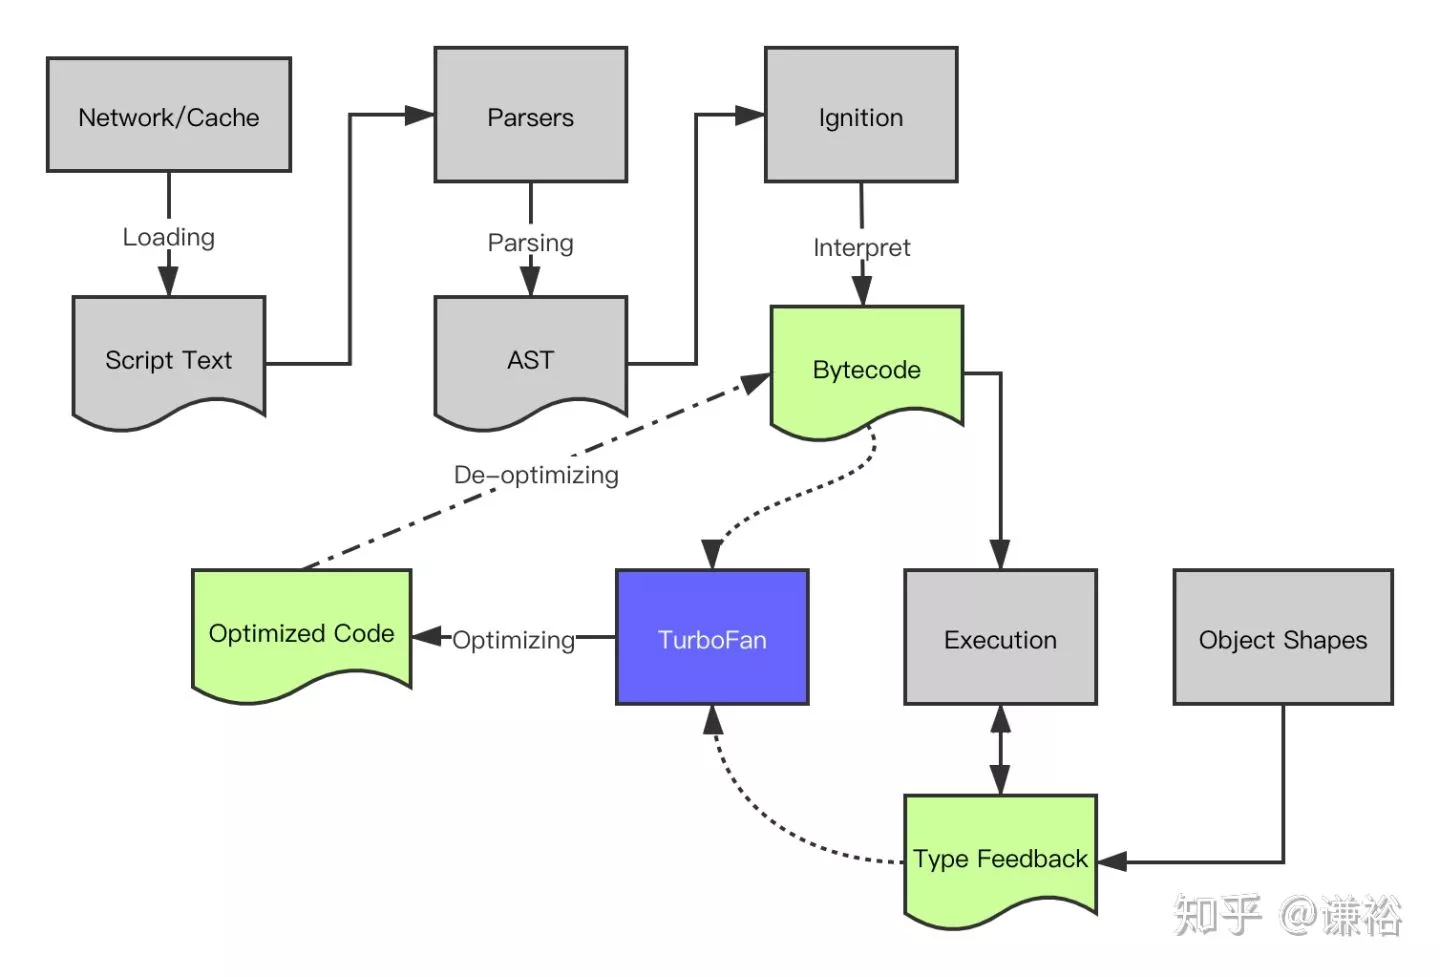 Network/Cache
Parsers
Ignition
Loading
Parsing
Interpret
Script Text
AST
Bytecode
De-optimizing
Optimized Code
Optimizing
TurboFan
Execution
Object Shapes
Type Feedback
知乎 @谦裕